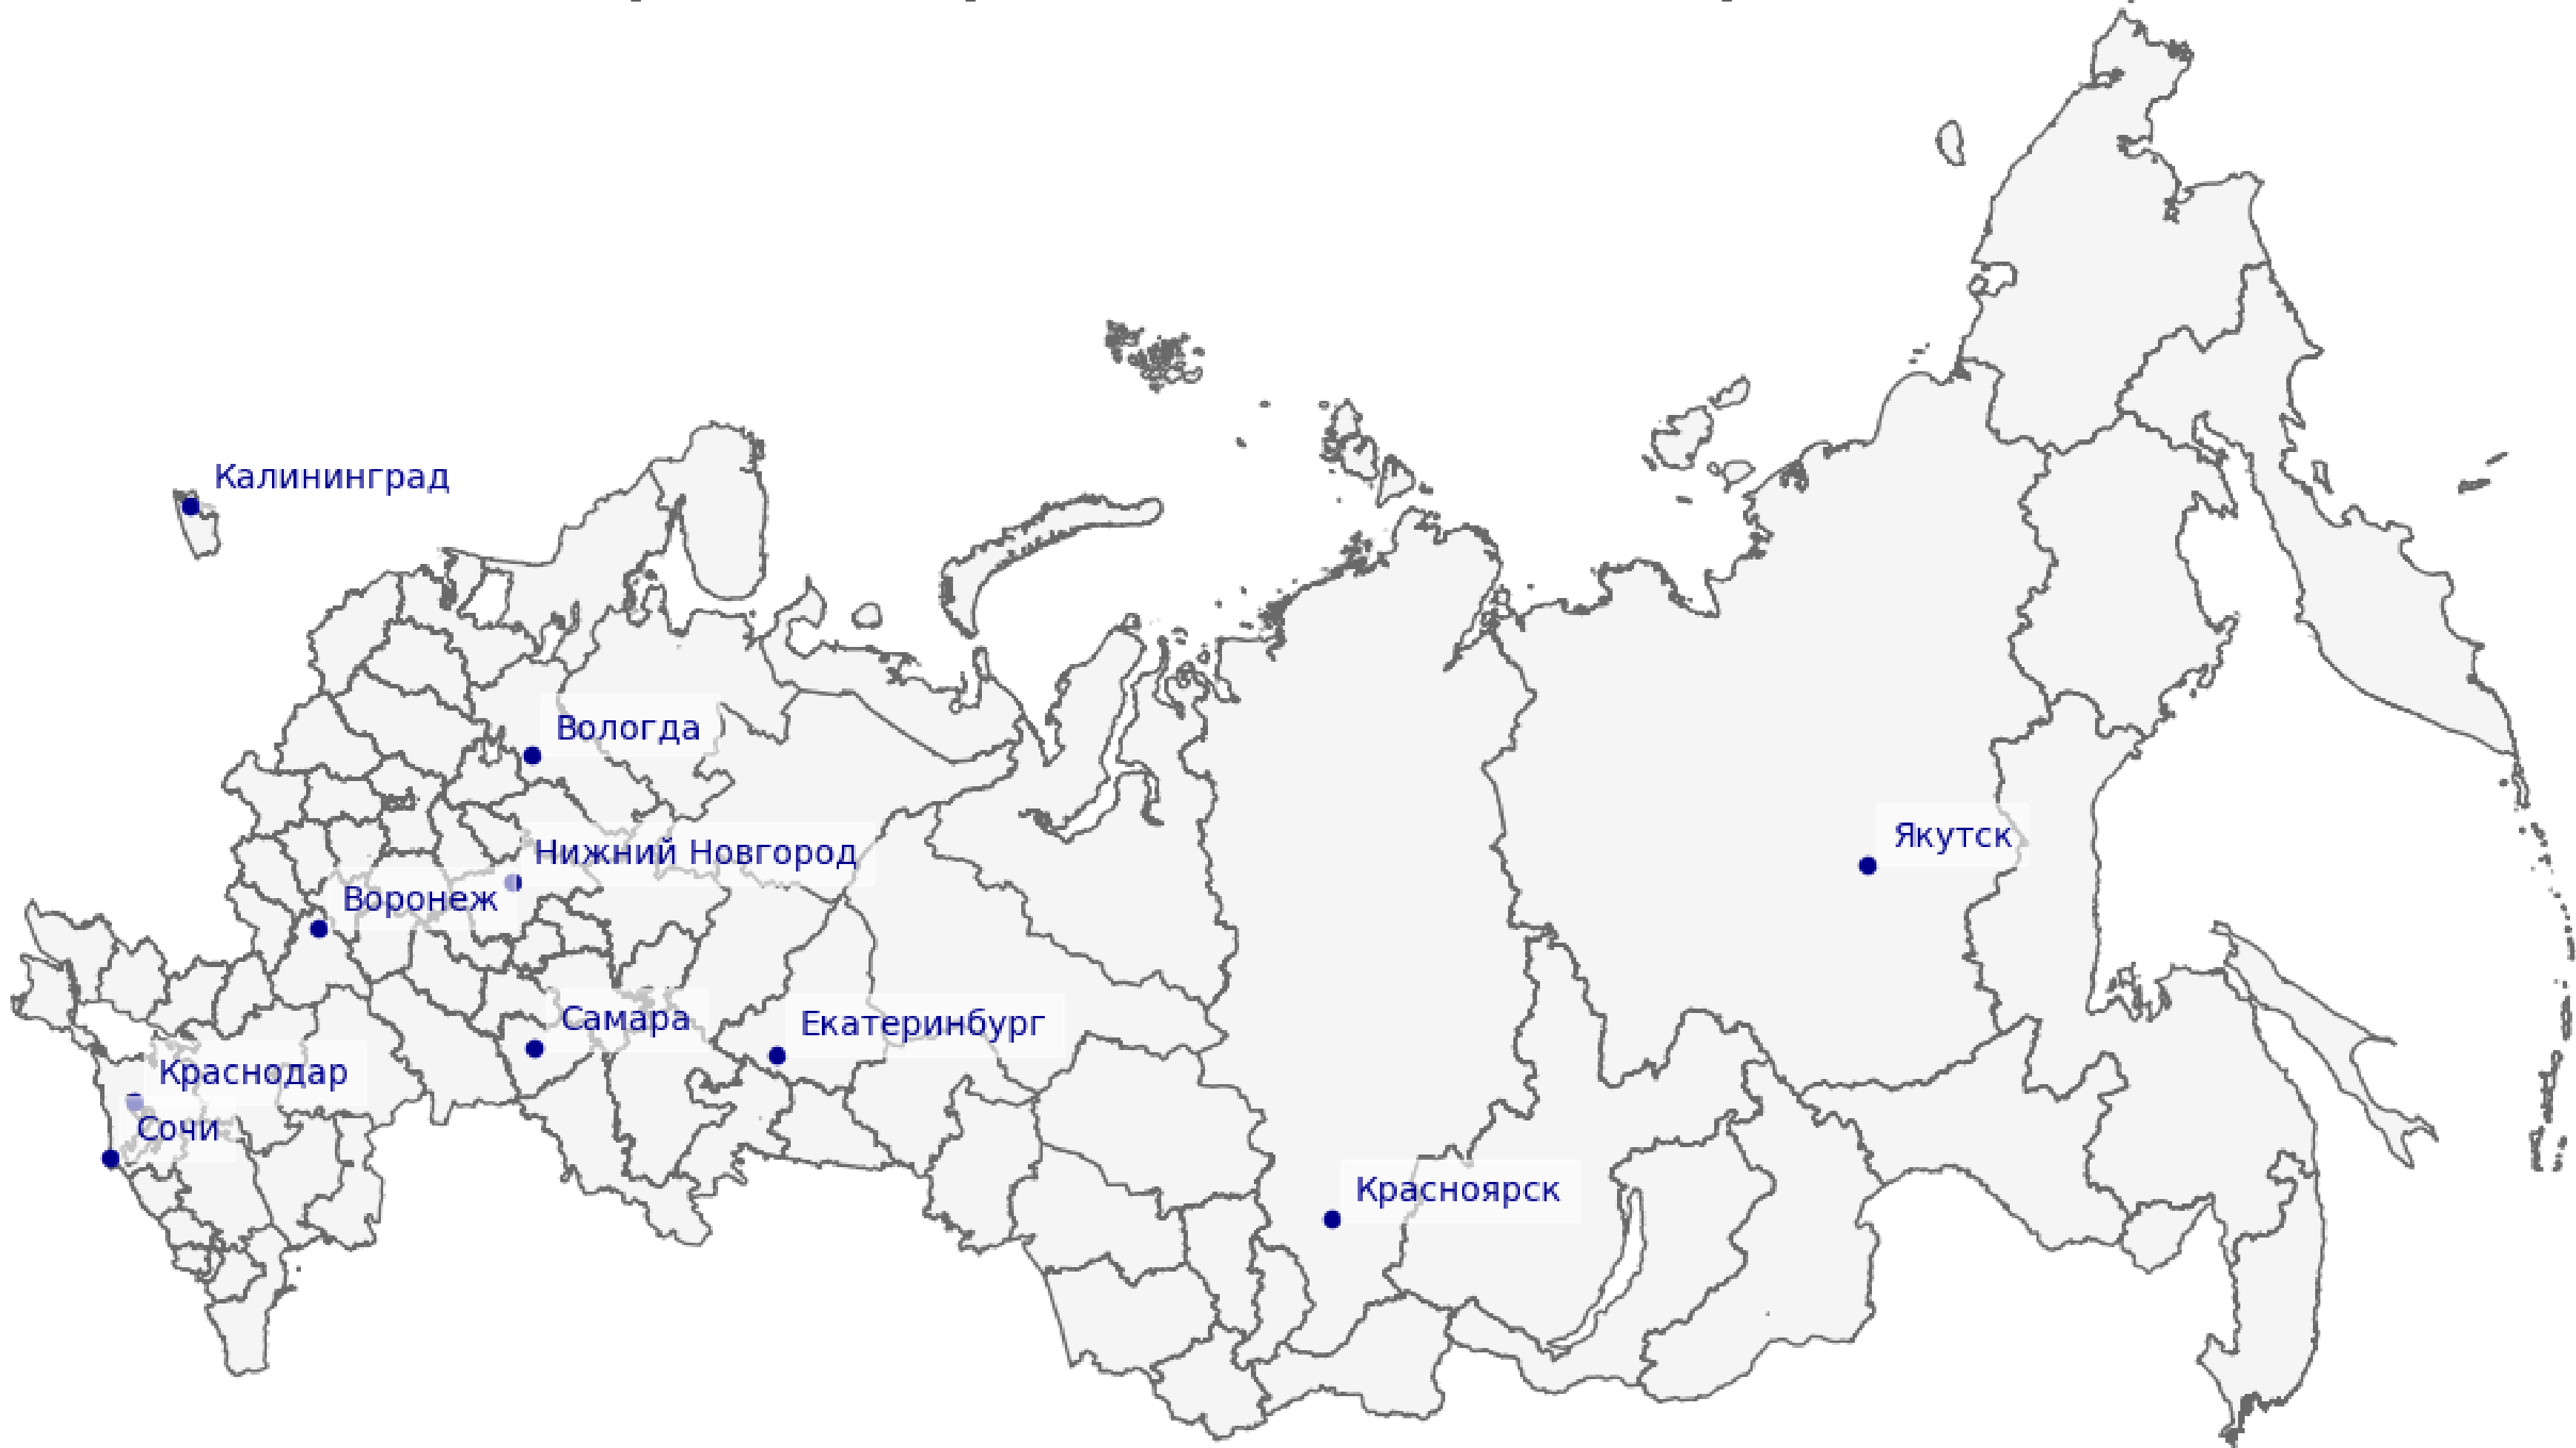 Калининград
Вологда
Якутск
Нижний Новгород
Воронеж
Самара
Екатеринбург
Краснодар
Сочи
Красноярск